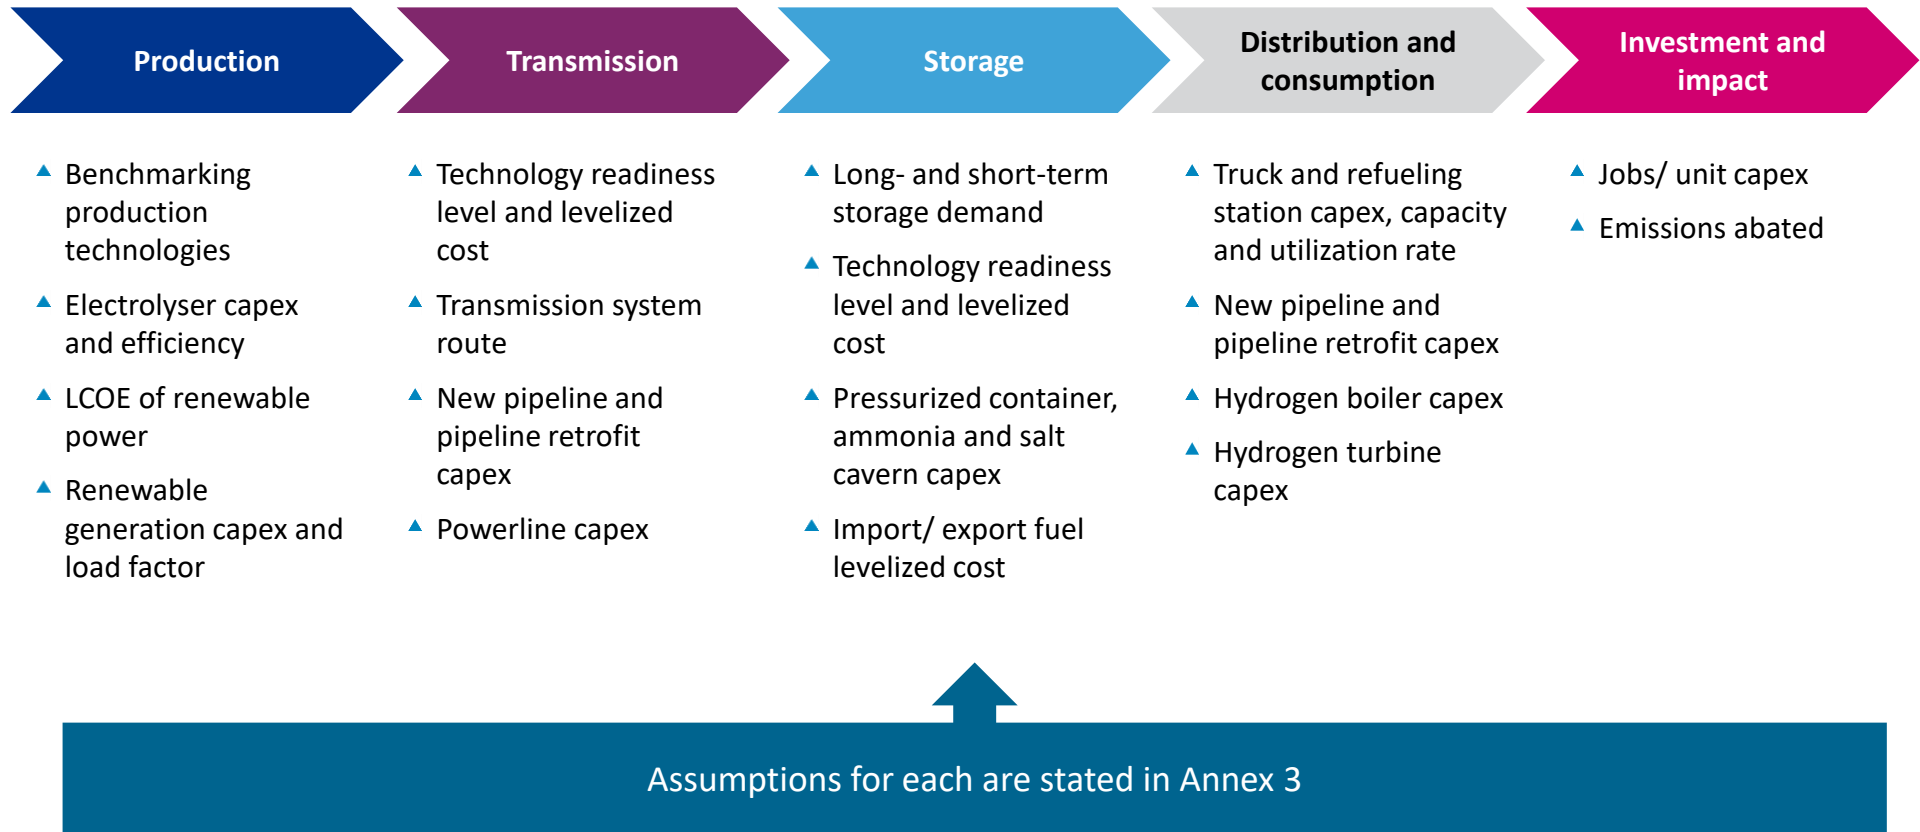 Production
Transmission
Storage
Distribution and
consumption
Investment and
impact
Benchmarking
production
technologies
Electrolyser capex
and efficiency
LCOE of renewable
power
Renewable
generation capex and
load factor
Technology readiness
level and levelized
cost
Transmission system
route
New pipeline and
pipeline retrofit
capex
Powerline capex
Long- and short-term
storage demand
Technology readiness
level and levelized
cost
Pressurized container,
ammonia and salt
cavern capex
Import/ export fuel
levelized cost
Truck and refueling
station capex, capacity
and utilization rate
New pipeline and
pipeline retrofit capex
Hydrogen boiler capex
Hydrogen turbine
capex
Jobs/ unit capex
Emissions abated
Assumptions for each are stated in Annex 3